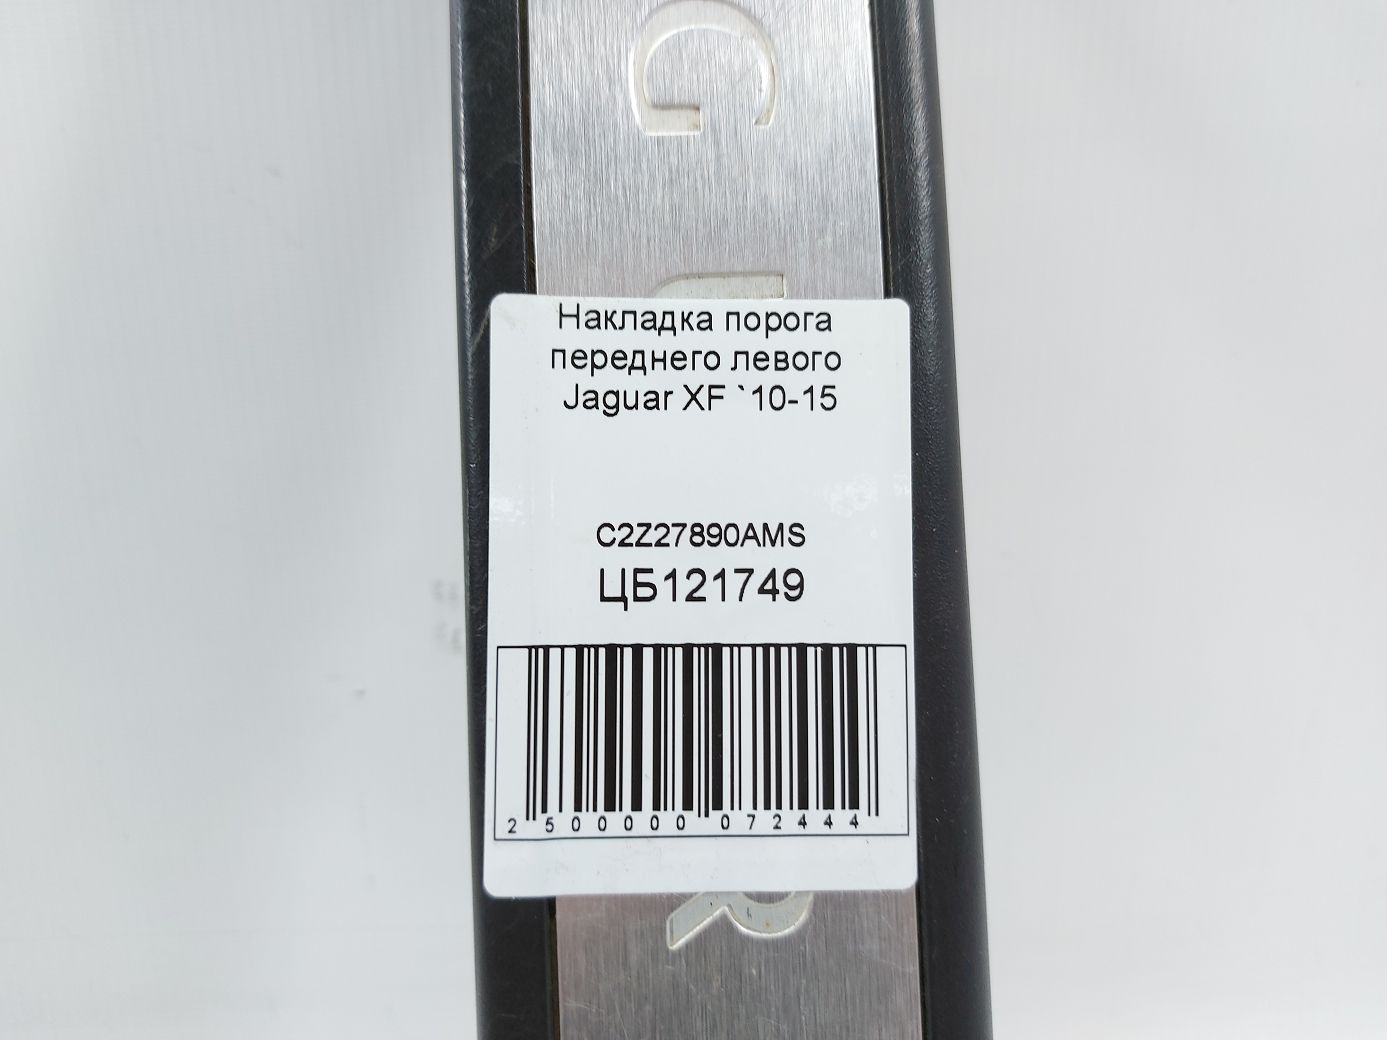 G
Накладка порога
переднего левого
Jaguar XF `10-15
C2Z27890AMS
ЦБ121749
2 500000 072444
R